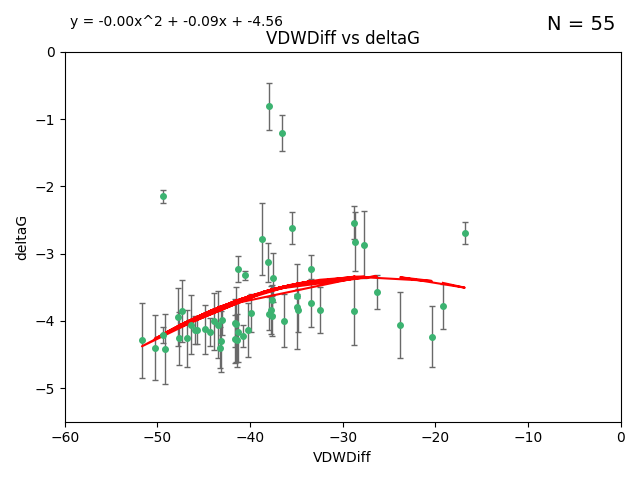 y = -0.00x^2 + -0.09x + -4.56
N = 55
VDWDiff vs deltaG
deltaG
0
−1
−2
−3
−4
−5
−60
−50
−40
−30
−20
−10
0
VDWDiff